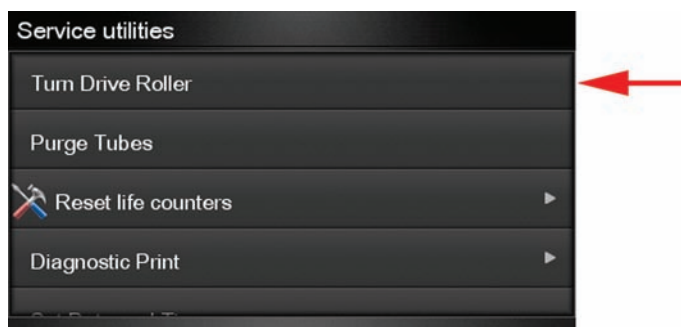 Service utilities
Turn Drive Roller
Purge Tubes
Reset life counters
Diagnostic Print